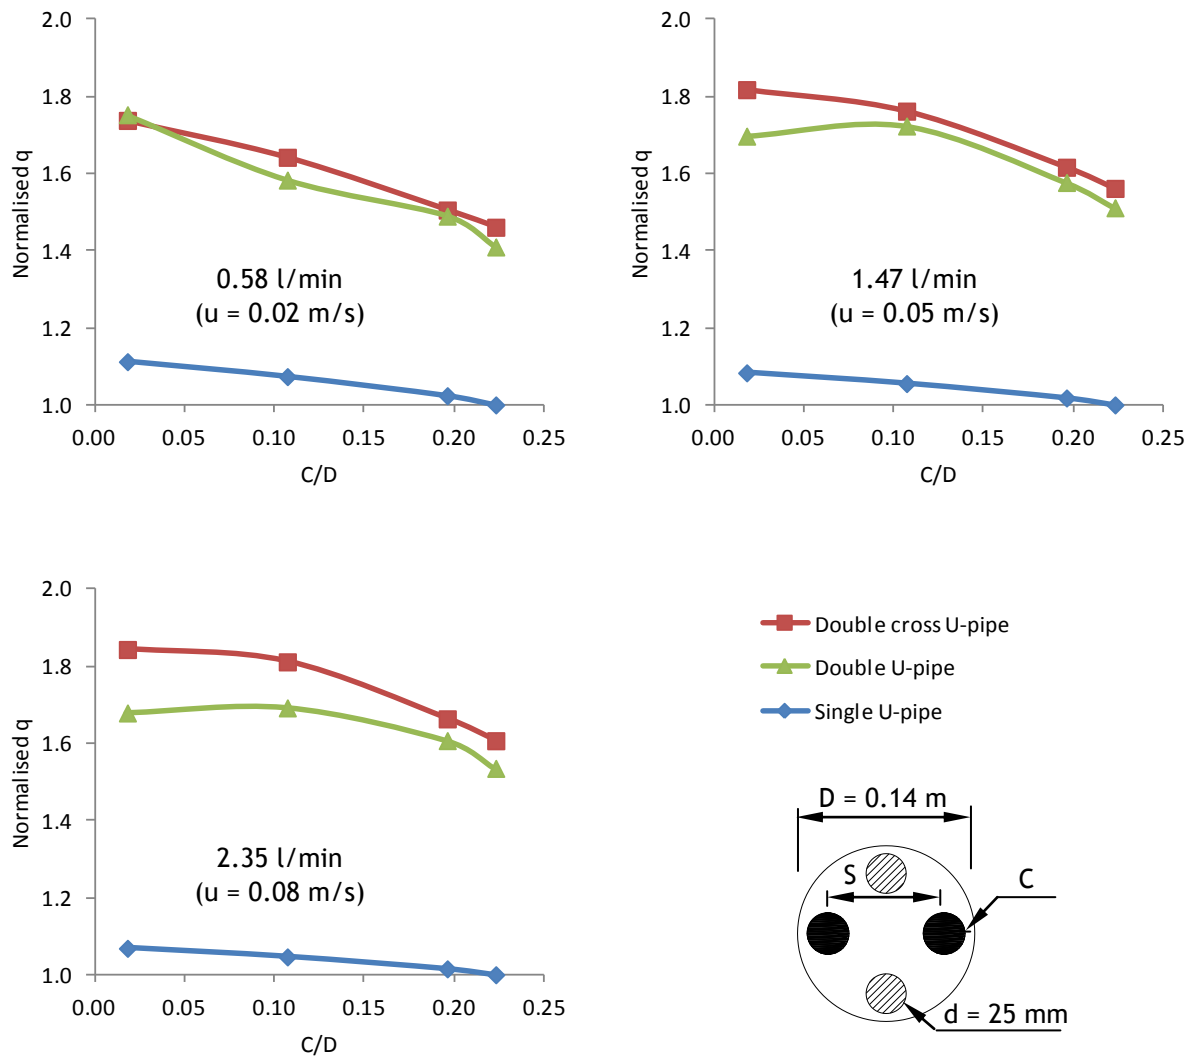 2.0
1.8
1.6
1.4
1.2
1.0
Normalised q
0.58 l/min
(u = 0.02 m/s)
0.00 0.05 0.10 0.15 0.20 0.25
C/D
2.0
1.8
1.6
1.4
1.2
1.0
Normalised q
1.47 l/min
(u = 0.05 m/s)
0.00 0.05 0.10 0.15 0.20 0.25
C/D
2.0
1.8
1.6
1.4
1.2
1.0
Normalised q
2.35 l/min
(u = 0.08 m/s)
0.00 0.05 0.10 0.15 0.20 0.25
C/D
Double cross U-pipe
Double U-pipe
Single U-pipe
D = 0.14 m
S
C
d = 25 mm